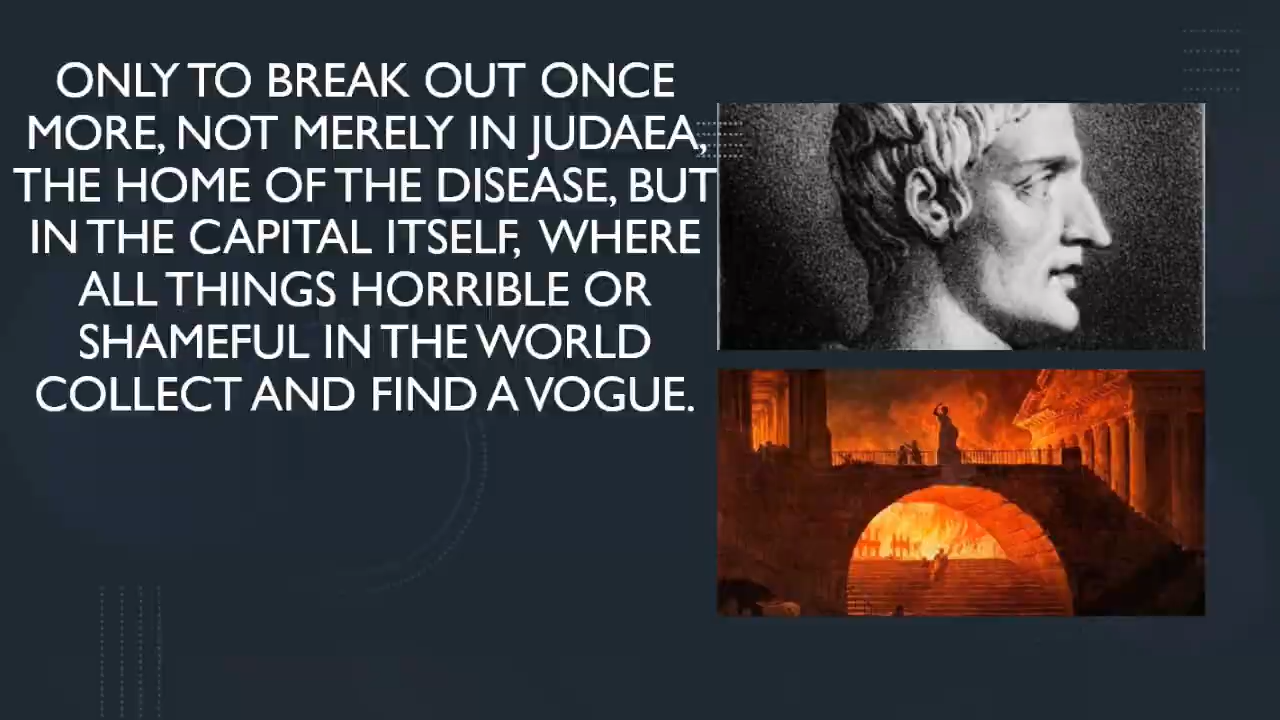 ONLY TO BREAK OUT ONCE
MORE, NOT MERELY IN JUDAEA,
THE HOME OF THE DISEASE, BUT
IN THE CAPITAL ITSELF, WHERE
ALL THINGS HORRIBLE OR
SHAMEFUL IN THE WORLD
COLLECT AND FIND A VOGUE.